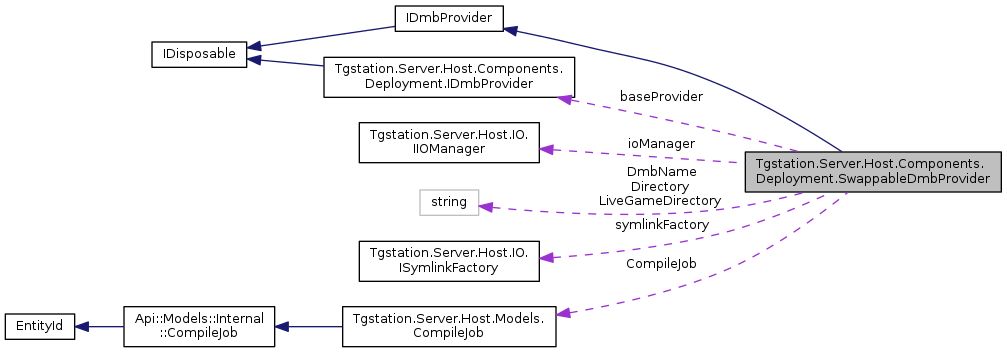 IDmbProvider
IDisposable
Tgstation.Server.Host.Components.
Deployment.IDmbProvider
baseProvider
Tgstation.Server.Host.IO.
IIOManager
ioManager
Tgstation.Server.Host.Components.
Deployment.SwappableDmbProvider
DmbName
Directory
LiveGameDirectory
string
symlinkFactory
Tgstation.Server.Host.IO.
ISymlinkFactory
CompileJob
EntityId
Api::Models::Internal
::CompileJob
Tgstation.Server.Host.Models.
CompileJob